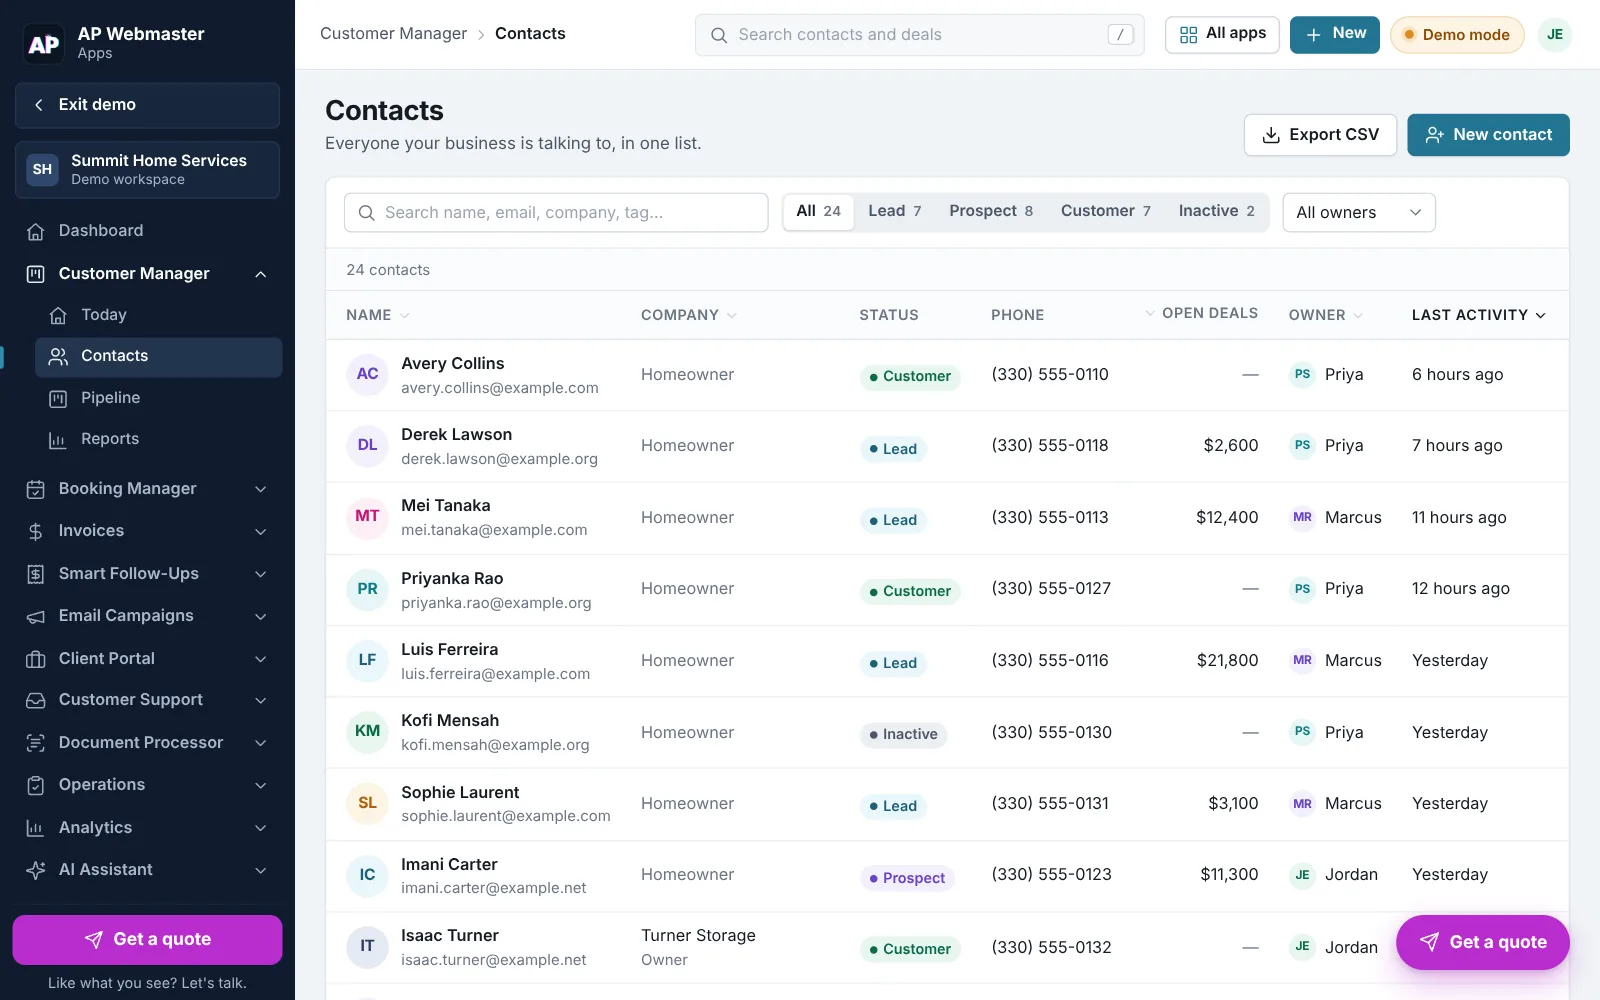 AP
AP Webmaster
Apps
Exit demo
SH
Summit Home Services
Demo workspace
Dashboard
Customer Manager
Today
Contacts
Pipeline
Reports
Booking Manager
Invoices
Smart Follow-Ups
Email Campaigns
Client Portal
Customer Support
Document Processor
Operations
Analytics
AI Assistant
Get a quote
Like what you see? Let's talk.
Customer Manager > Contacts
Search contacts and deals /
All apps
+ New
Demo mode
JE
Contacts
Everyone your business is talking to, in one list.
Export CSV
New contact
Search name, email, company, tag...
All 24 Lead 7 Prospect 8 Customer 7 Inactive 2
All owners
24 contacts
NAME COMPANY STATUS PHONE OPEN DEALS OWNER LAST ACTIVITY
AC Avery Collins
avery.collins@example.com
Homeowner Customer (330) 555-0110 — PS Priya 6 hours ago
DL Derek Lawson
derek.lawson@example.org
Homeowner Lead (330) 555-0118 $2,600 PS Priya 7 hours ago
MT Mei Tanaka
mei.tanaka@example.com
Homeowner Lead (330) 555-0113 $12,400 MR Marcus 11 hours ago
PR Priyanka Rao
priyanka.rao@example.org
Homeowner Customer (330) 555-0127 — PS Priya 12 hours ago
LF Luis Ferreira
luis.ferreira@example.com
Homeowner Lead (330) 555-0116 $21,800 MR Marcus Yesterday
KM Kofi Mensah
kofi.mensah@example.org
Homeowner Inactive (330) 555-0130 — PS Priya Yesterday
SL Sophie Laurent
sophie.laurent@example.com
Homeowner Lead (330) 555-0131 $3,100 MR Marcus Yesterday
IC Imani Carter
imani.carter@example.net
Homeowner Prospect (330) 555-0123 $11,300 JE Jordan Yesterday
IT Isaac Turner
isaac.turner@example.net
Turner Storage
Owner
Customer (330) 555-0132 — JE Jordan
Get a quote